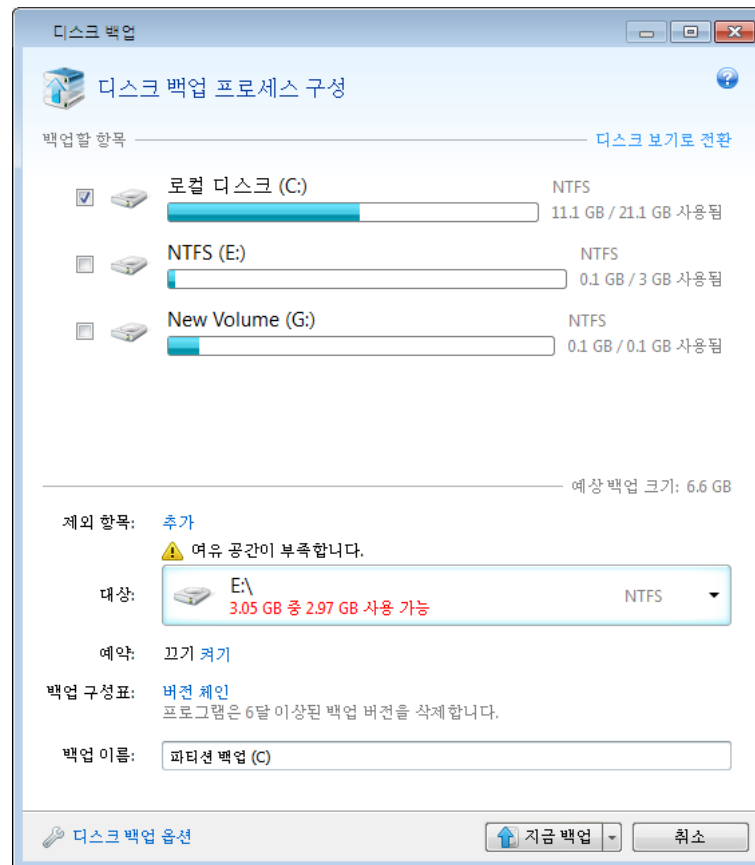 디스크 백업
디스크 백업 프로세스 구성
백업할 항목
디스크 보기로 전환
로컬 디스크 (C:)
NTFS
11.1 GB / 21.1 GB 사용됨
NTFS (E:)
NTFS
0.1 GB / 3 GB 사용됨
New Volume (G:)
NTFS
0.1 GB / 0.1 GB 사용됨
예상 백업 크기: 6.6 GB
제외 항목: 추가
여유 공간이 부족합니다.
대상:
E:\
3.05 GB 중 2.97 GB 사용 가능
NTFS
예약: 끄기 켜기
백업 구성표: 버전 체인
프로그램은 6달 이상된 백업 버전을 삭제합니다.
백업 이름: 파티션 백업 (C)
디스크 백업 옵션
지금 백업
취소